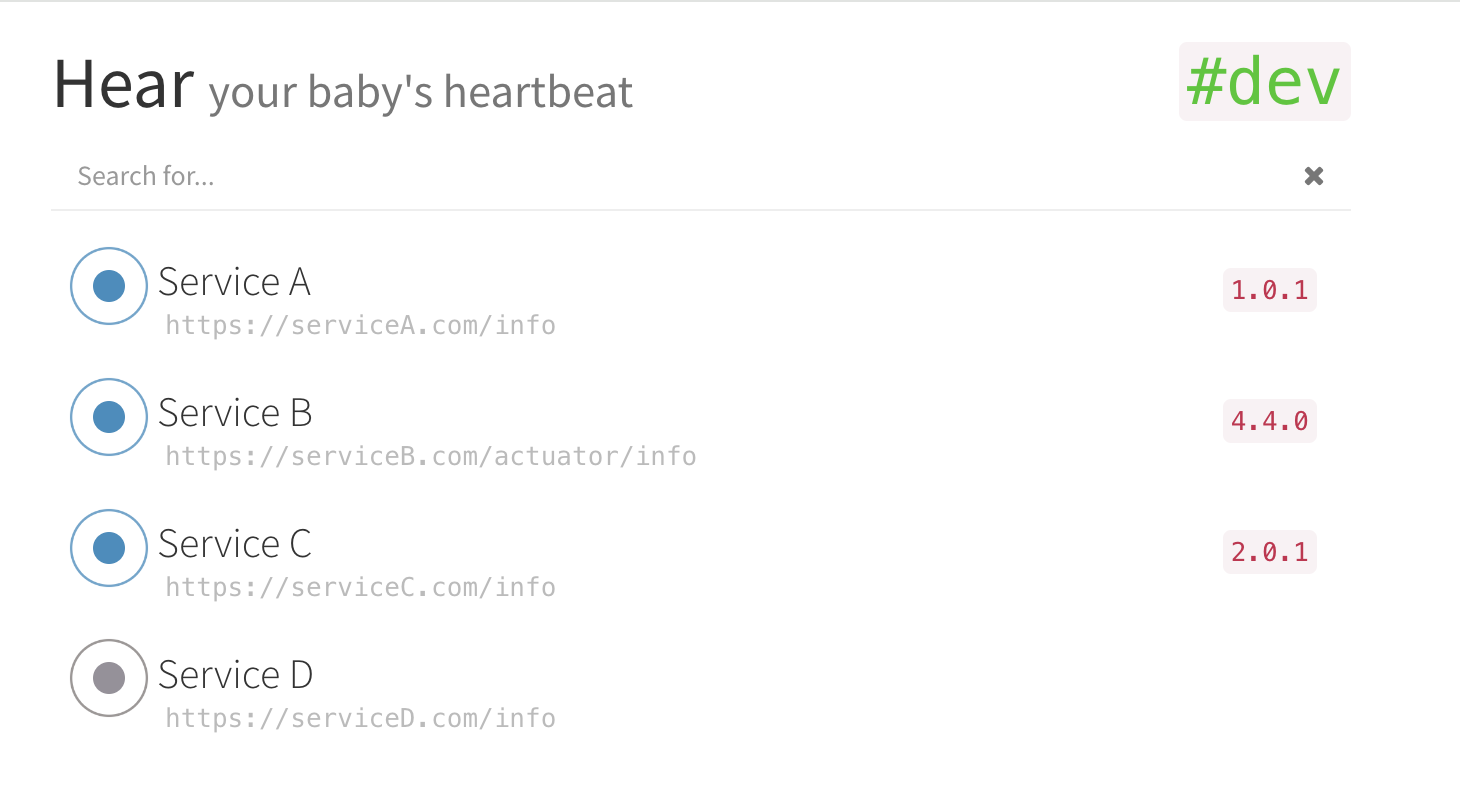 Hear your baby's heartbeat #dev
Search for...
Service A 1.0.1
https://serviceA.com/info
Service B 4.4.0
https://serviceB.com/actuator/info
Service C 2.0.1
https://serviceC.com/info
Service D
https://serviceD.com/info